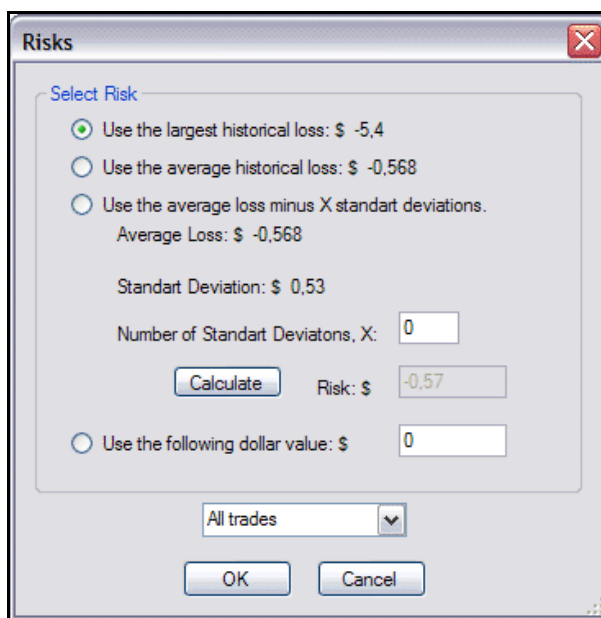 Risks
Select Risk
Use the largest historical loss: $ -5,4
Use the average historical loss: $ -0,568
Use the average loss minus X standart deviations.
Average Loss: $ -0,568
Standart Deviation: $ 0,53
Number of Standart Deviatons, X: 0
Calculate Risk: $ -0,57
Use the following dollar value: $ 0
All trades
OK Cancel